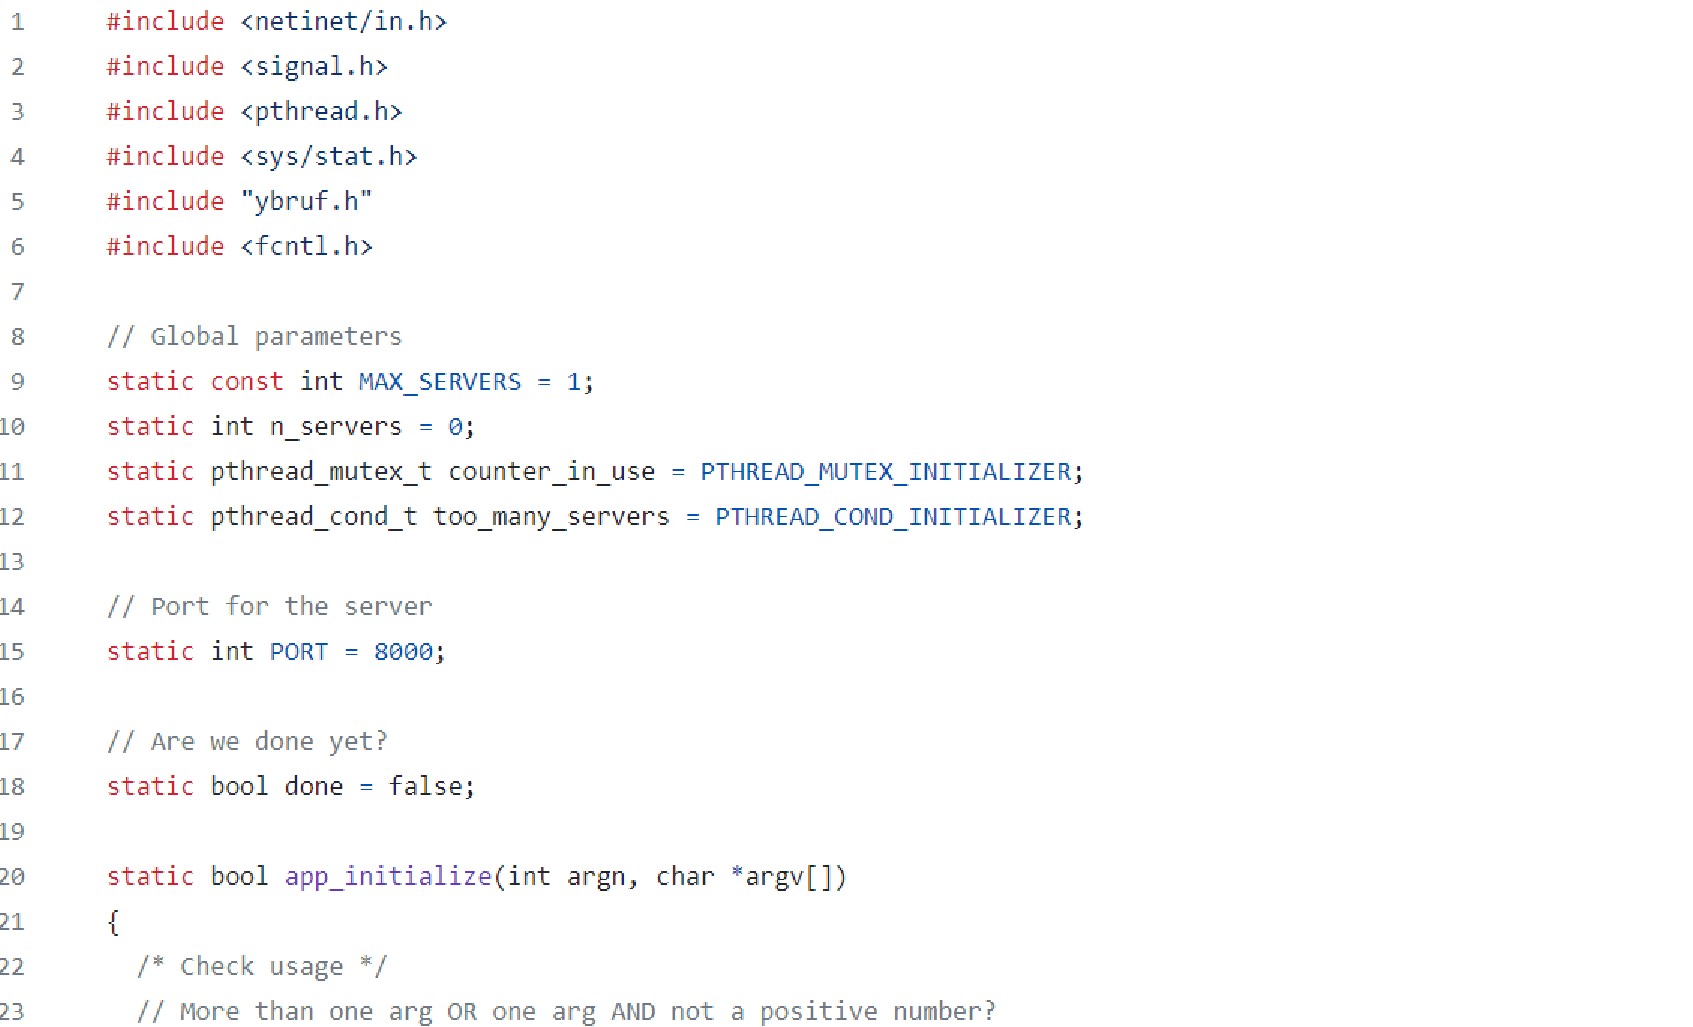 1 #include <netinet/in.h>
2 #include <signal.h>
3 #include <pthread.h>
4 #include <sys/stat.h>
5 #include "ybruf.h"
6 #include <fcntl.h>
7
8 // Global parameters
9 static const int MAX_SERVERS = 1;
10 static int n_servers = 0;
11 static pthread_mutex_t counter_in_use = PTHREAD_MUTEX_INITIALIZER;
12 static pthread_cond_t too_many_servers = PTHREAD_COND_INITIALIZER;
13
14 // Port for the server
15 static int PORT = 8000;
16
17 // Are we done yet?
18 static bool done = false;
19
20 static bool app_initialize(int argn, char *argv[])
21 {
22   /* Check usage */
23   // More than one arg OR one arg AND not a positive number?